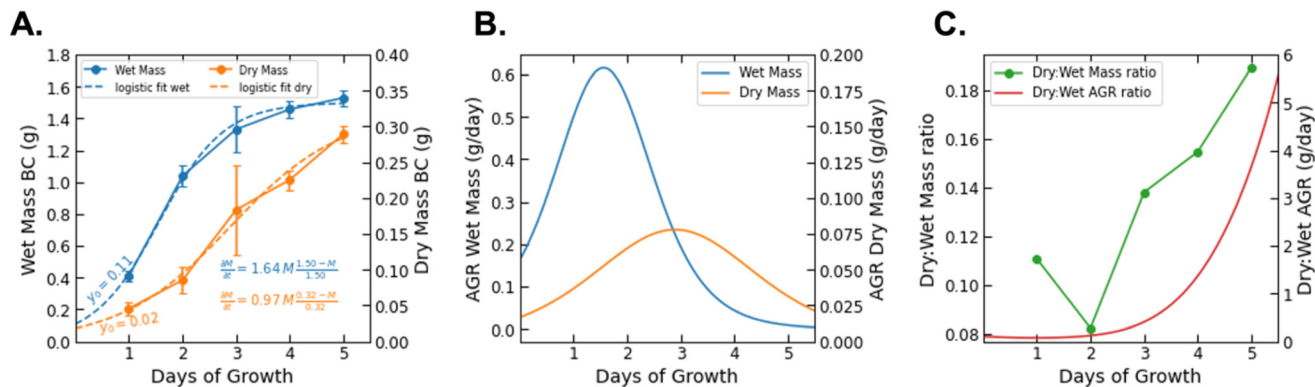 A.
Wet Mass BC (g)
1.8
1.6
1.4
1.2
1.0
0.8
0.6
0.4
0.2
0.0
Wet Mass
logistic fit wet
Dry Mass
logistic fit dry
y₀ = 0.11
y₀ = 0.02
∂M/∂t = 1.64 M (1.50 − M)/1.50
∂M/∂t = 0.97 M (0.32 − M)/0.32
1 2 3 4 5
Days of Growth
0.40
0.35
0.30
0.25
0.20
0.15
0.10
0.05
0.00
Dry Mass BC (g)
B.
AGR Wet Mass (g/day)
0.6
0.5
0.4
0.3
0.2
0.1
0.0
Wet Mass
Dry Mass
1 2 3 4 5
Days of Growth
0.200
0.175
0.150
0.125
0.100
0.075
0.050
0.025
0.000
AGR Dry Mass (g/day)
C.
Dry:Wet Mass ratio
0.18
0.16
0.14
0.12
0.10
0.08
Dry:Wet Mass ratio
Dry:Wet AGR ratio
1 2 3 4 5
Days of Growth
6
5
4
3
2
1
0
Dry:Wet AGR (g/day)